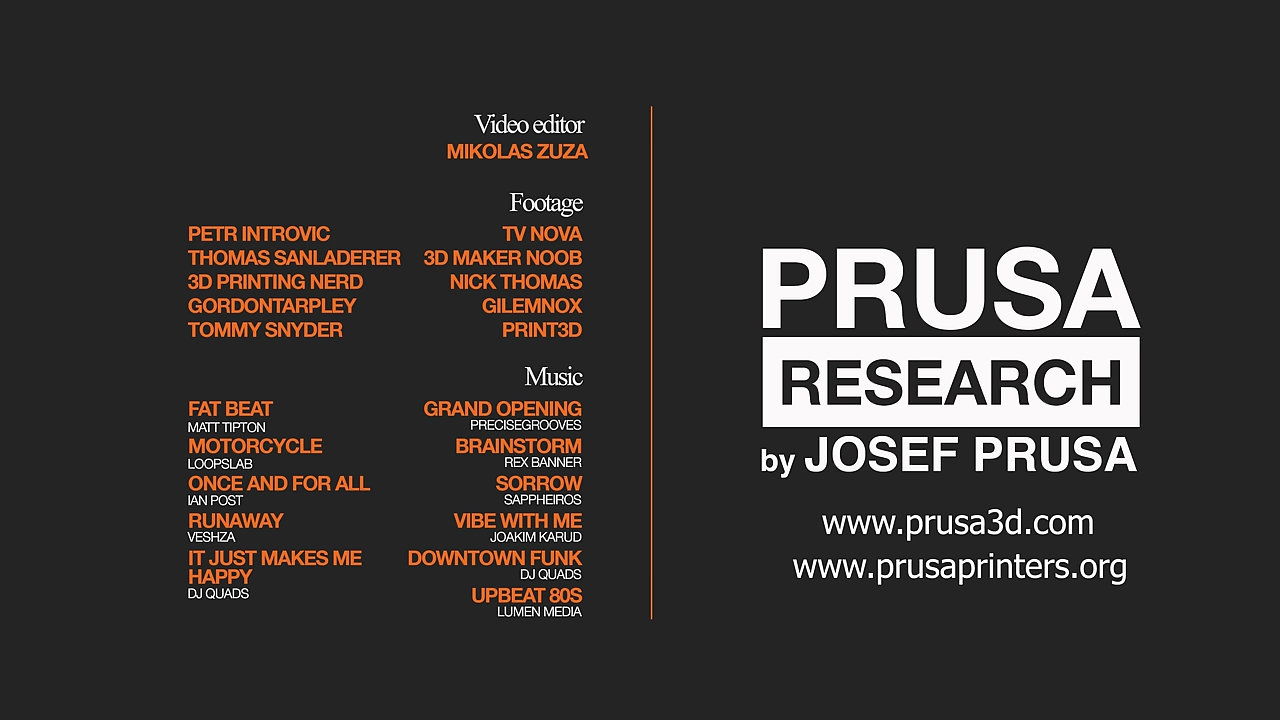 Video editor
MIKOLAS ZUZA
Footage
PETR INTROVIC TV NOVA
THOMAS SANLADERER 3D MAKER NOOB
3D PRINTING NERD NICK THOMAS
GORDONTARPLEY GILEMNOX
TOMMY SNYDER PRINT3D
Music
FAT BEAT
MATT TIPTON
MOTORCYCLE
LOOPSLAB
ONCE AND FOR ALL
IAN POST
RUNAWAY
VESHZA
IT JUST MAKES ME
HAPPY
DJ QUADS
GRAND OPENING
PRECISEGROOVES
BRAINSTORM
REX BANNER
SORROW
SAPPHEIROS
VIBE WITH ME
JOAKIM KARUD
DOWNTOWN FUNK
DJ QUADS
UPBEAT 80S
LUMEN MEDIA
PRUSA
RESEARCH
by JOSEF PRUSA
www.prusa3d.com
www.prusaprinters.org